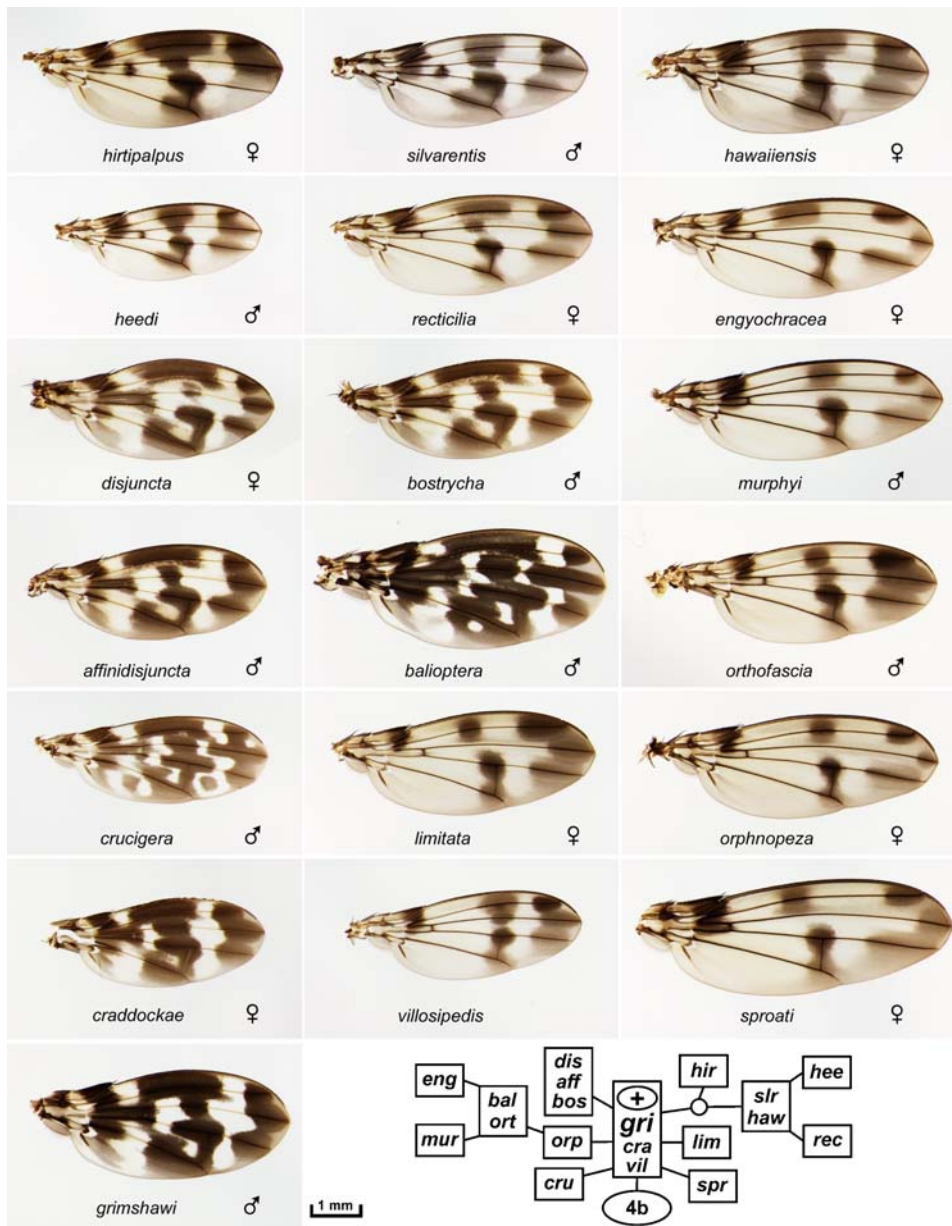 hirtipalpus ♀
silvarentis ♂
hawaiiensis ♀
heedi ♂
recticilia ♀
engyochracea ♀
disjuncta ♀
bostrycha ♂
murphyi ♂
affinidisjuncta ♂
balioptera ♂
orthofascia ♂
crucigera ♂
limitata ♀
orphnopeza ♀
craddockae ♀
villosipedis
sproati ♀
grimshawi ♂
1 mm
eng
mur
bal
ort
dis
aff
bos
orp
cru
+
gri
cra
vil
4b
hir
lim
spr
slr
haw
hee
rec